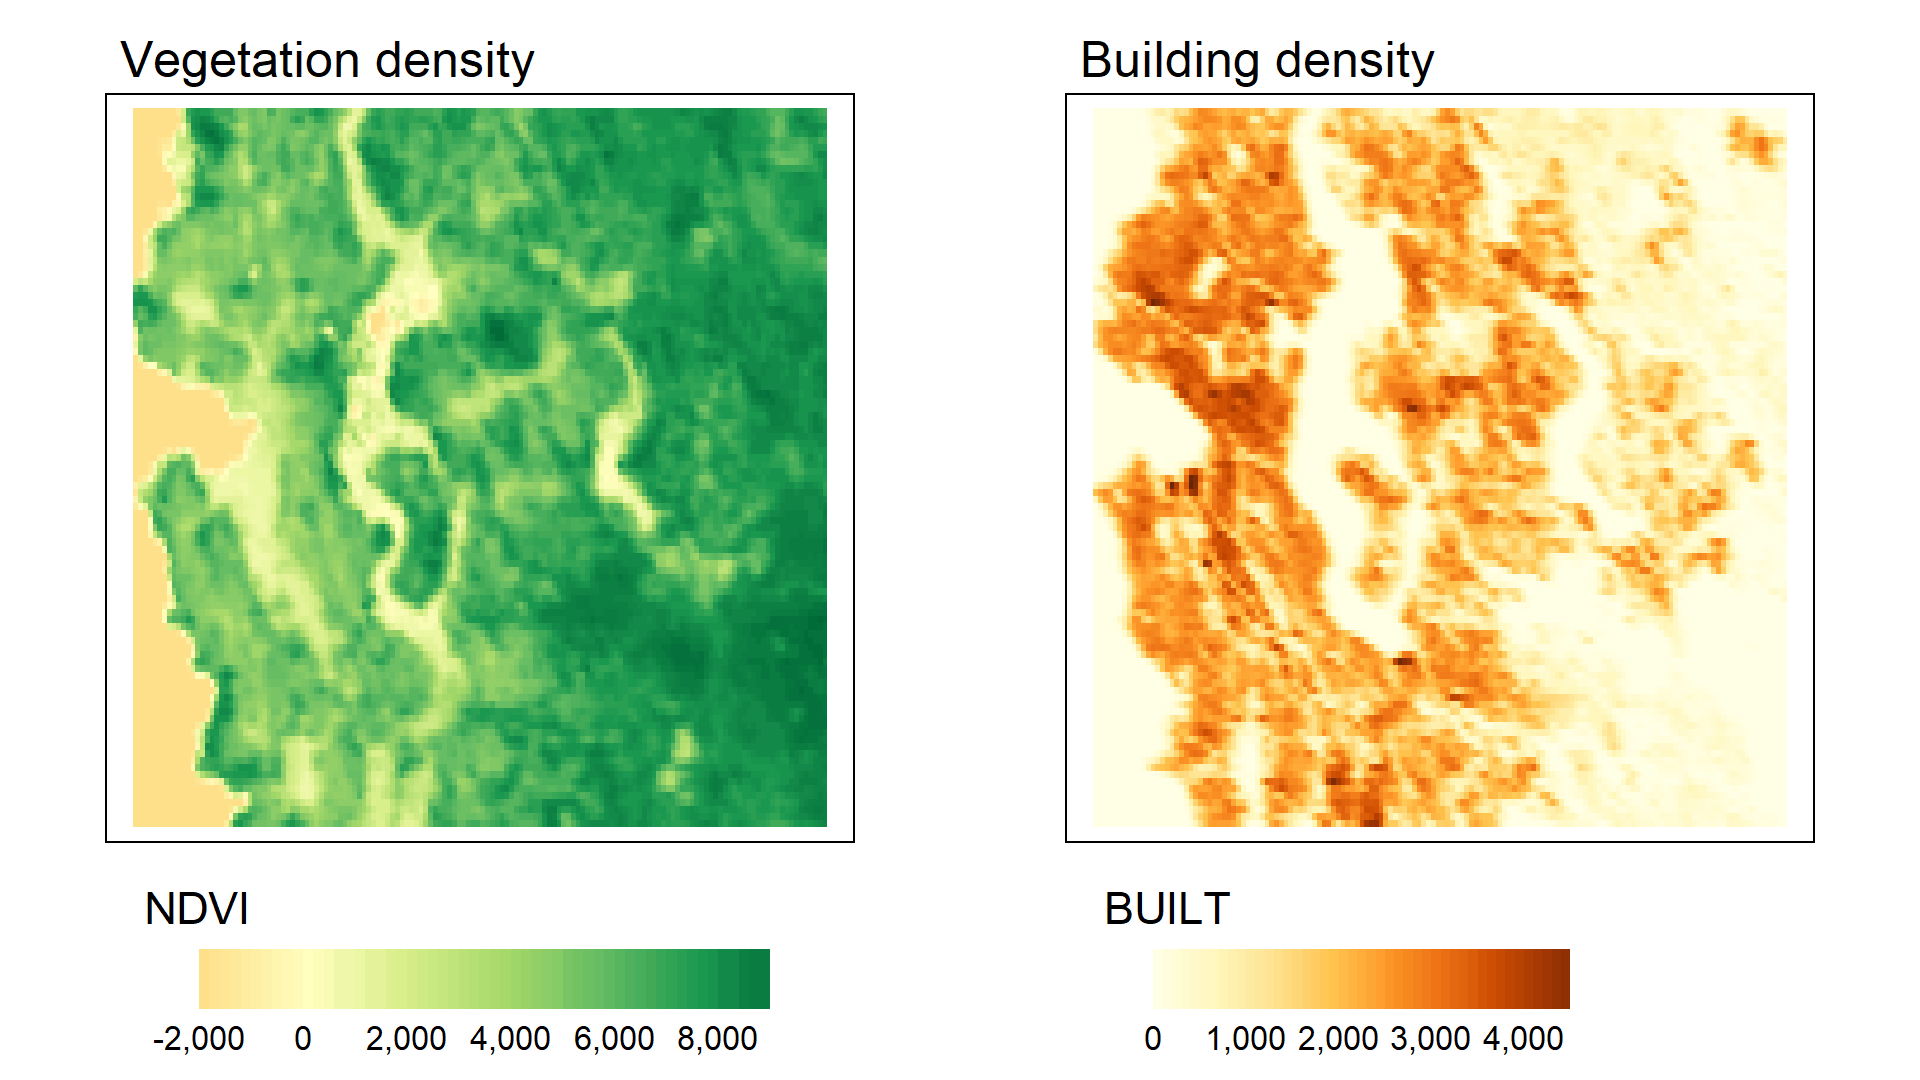 Vegetation density
Building density
NDVI
-2,000 0 2,000 4,000 6,000 8,000
BUILT
0 1,000 2,000 3,000 4,000